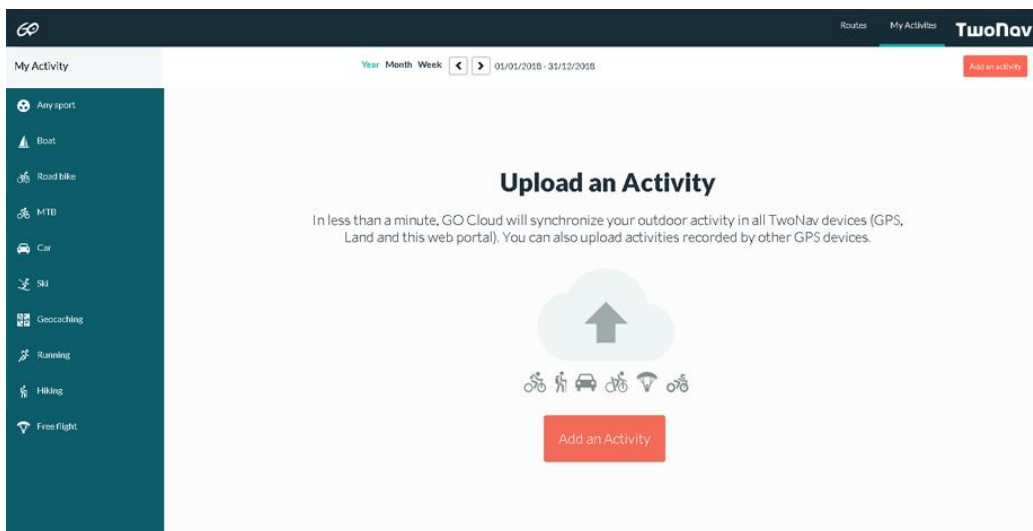 GO
Routes
My Activites
TwoNav
My Activity
Year Month Week
01/01/2018 - 31/12/2018
Add an activity
Any sport
Boat
Road bike
MTB
Car
Ski
Geocaching
Running
Hiking
Free flight
Upload an Activity
In less than a minute, GO Cloud will synchronize your outdoor activity in all TwoNav devices (GPS,
Land and this web portal). You can also upload activities recorded by other GPS devices.
Add an Activity